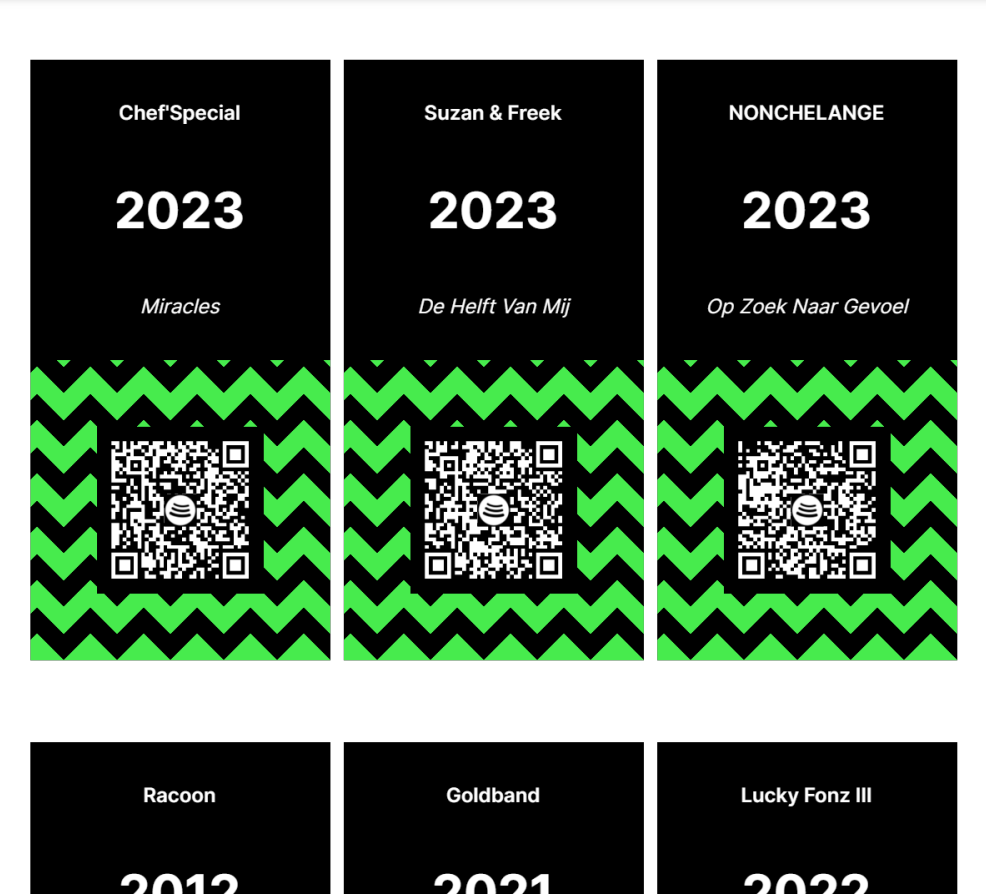 Chef'Special
Suzan & Freek
NONCHELANGE
2023
2023
2023
Miracles
De Helft Van Mij
Op Zoek Naar Gevoel
Racoon
Goldband
Lucky Fonz III
2012
2021
2022